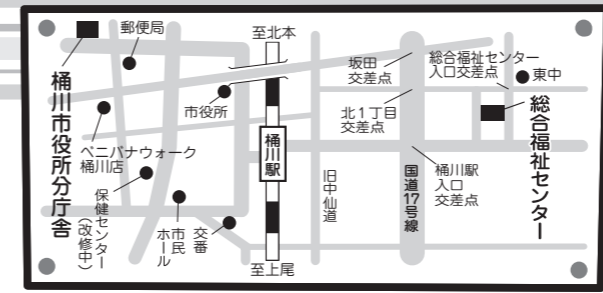 郵便局
至北本
坂田
交差点
総合福祉センター
入口交差点
東中
市役所
北1丁目
交差点
総合福祉センター
桶川市役所分庁舎
ベニバナウォーク
桶川店
桶川駅
旧中仙道
国道17号線
桶川駅
入口
交差点
保健センター
(改修中)
市民
ホール
交番
至上尾